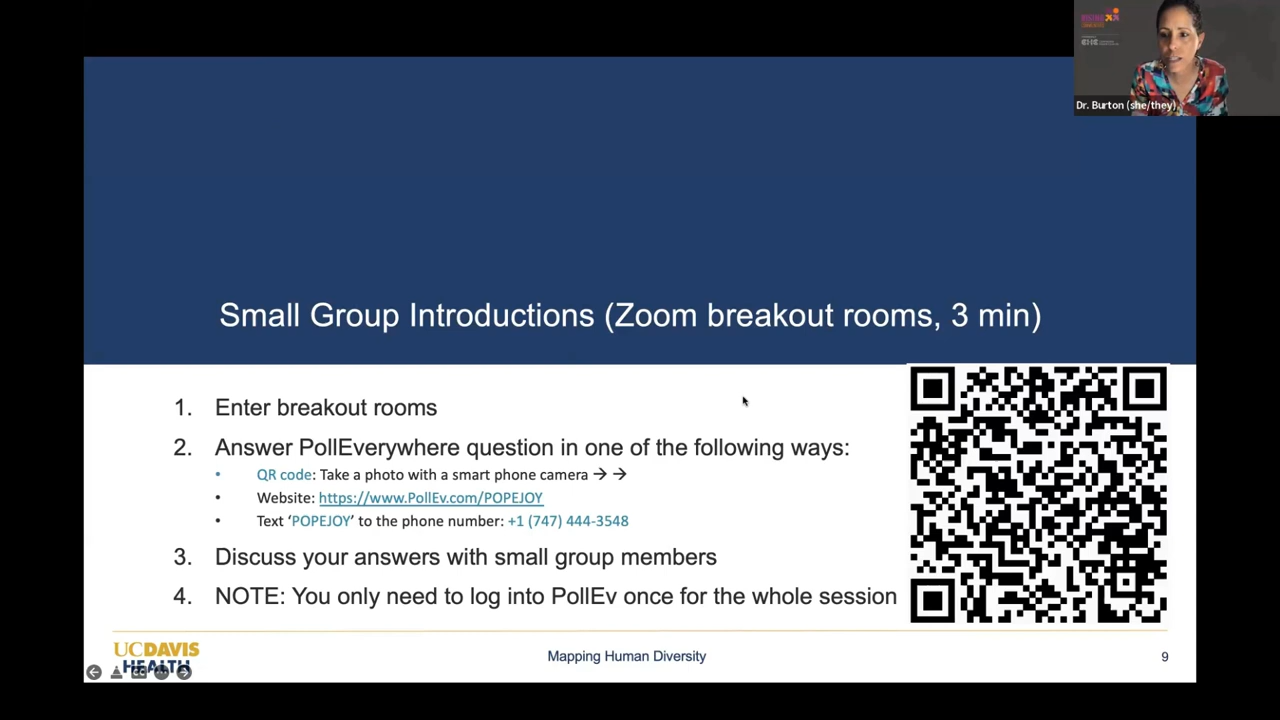 Dr. Burton (she/they)
Small Group Introductions (Zoom breakout rooms, 3 min)
1. Enter breakout rooms
2. Answer PollEverywhere question in one of the following ways:
• QR code: Take a photo with a smart phone camera → →
• Website: https://www.PollEv.com/POPEJOY
• Text ‘POPEJOY’ to the phone number: +1 (747) 444-3548
3. Discuss your answers with small group members
4. NOTE: You only need to log into PollEv once for the whole session
UCDAVIS
HEALTH
Mapping Human Diversity
9